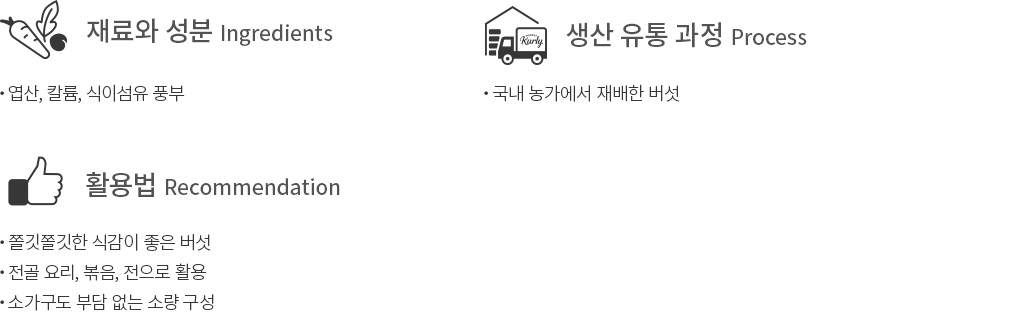 재료와 성분 Ingredients
• 엽산, 칼륨, 식이섬유 풍부
Kurly
생산 유통 과정 Process
• 국내 농가에서 재배한 버섯
활용법 Recommendation
• 쫄깃쫄깃한 식감이 좋은 버섯
• 전골 요리, 볶음, 전으로 활용
• 소가구도 부담 없는 소량 구성